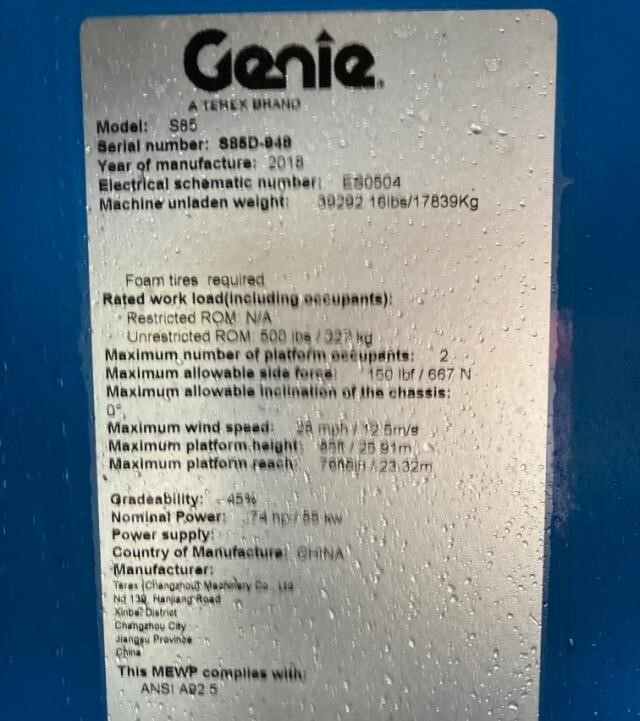 Genie
A TEREX BRAND
Model: S85
Serial number: S85D-948
Year of manufacture: 2018
Electrical schematic number: ES0504
Machine unladen weight: 39292.16lbs/17839Kg
Foam tires required
Rated work load(including occupants):
Restricted ROM: N/A
Unrestricted ROM: 500 lbs / 227 kg
Maximum number of platform occupants: 2
Maximum allowable side force: 150 lbf / 667 N
Maximum allowable inclination of the chassis:
0°
Maximum wind speed: 28 mph / 12.5m/s
Maximum platform height: 85ft / 25.91m
Maximum platform reach: / 23.32m
Gradeability: 45%
Nominal Power: 74 hp / 55 kw
Power supply:
Country of Manufacture: CHINA
Manufacturer:
Terex (Changzhou) Machinery Co., Ltd
No 139, Hanjiang Road
Xinbei District
Changzhou City
Jiangsu Province
China
This MEWP complies with:
ANSI A92.5